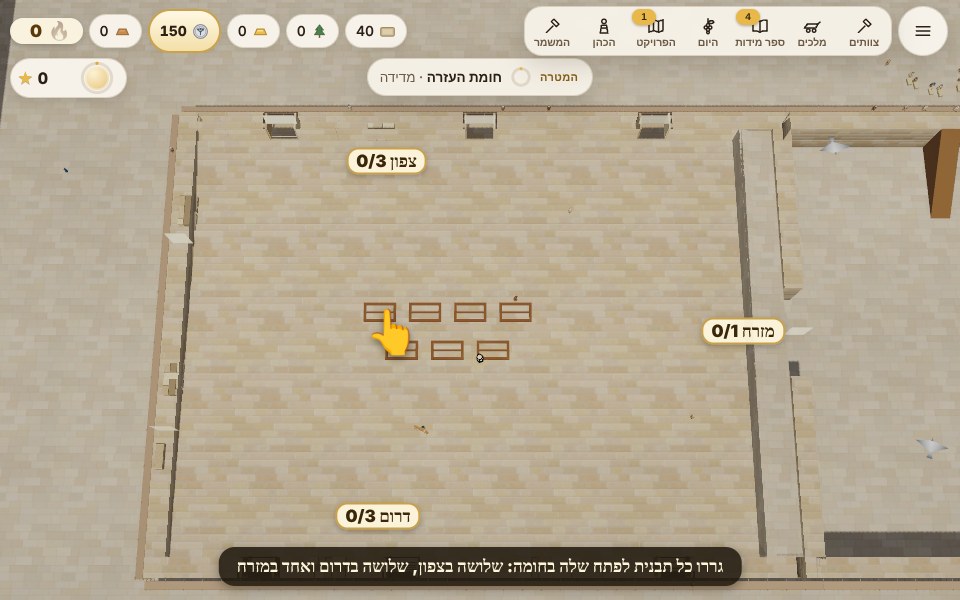 0
0
150
0
0
40
המשמר
הכהן
1
הפרויקט
היום
4
ספר מידות
מלכים
צוותים
0
המטרה
חומת העזרה · מדידה
צפון 0/3
מזרח 0/1
דרום 0/3
גררו כל תבנית לפתח שלה בחומה: שלושה בצפון, שלושה בדרום ואחד במזרח